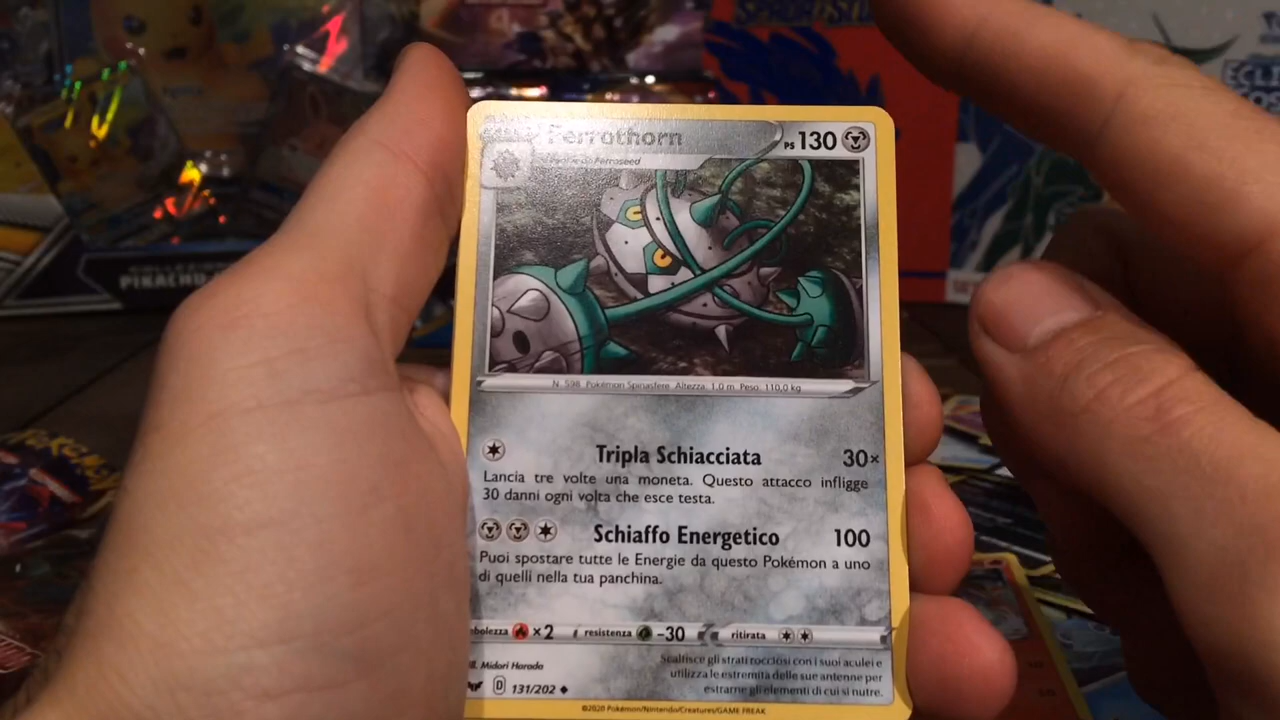 Ferrothorn
PS 130
Ferroseed
N. 598 Pokémon Spinasfere Altezza: 1,0 m Peso: 110,0 kg
Tripla Schiacciata 30×
Lancia tre volte una moneta. Questo attacco infligge
30 danni ogni volta che esce testa.
Schiaffo Energetico 100
Puoi spostare tutte le Energie da questo Pokémon a uno
di quelli nella tua panchina.
bolezza ×2 resistenza -30 ritirata
ill. Midori Harada
D 131/202
Scalfisce gli strati rocciosi con i suoi aculei e
utilizza le estremità delle sue antenne per
estrarne gli elementi di cui si nutre.
©2020 Pokémon/Nintendo/Creatures/GAME FREAK
PIKACHU
POKéMON